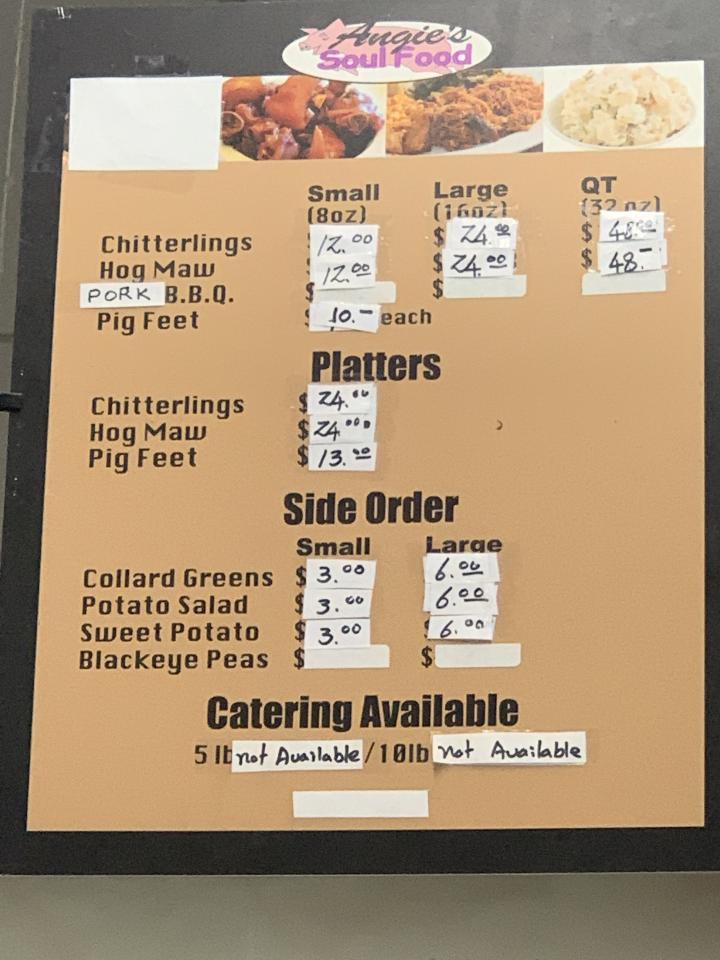 Angie's
Soul Food
Small Large QT
(8oz) (16oz) (32 oz)
Chitterlings 12.00 $ 24.00 $ 48.00
Hog Maw 12.00 $ 24.00 $ 48.-
PORK B.B.Q. $ $
Pig Feet $ 10.- each
Platters
Chitterlings $ 24.00
Hog Maw $ 24.00
Pig Feet $ 13.00
Side Order
Small Large
Collard Greens $ 3.00 6.00
Potato Salad $ 3.00 6.00
Sweet Potato $ 3.00 $ 6.00
Blackeye Peas $ $
Catering Available
5 lb not Available / 10lb not Available